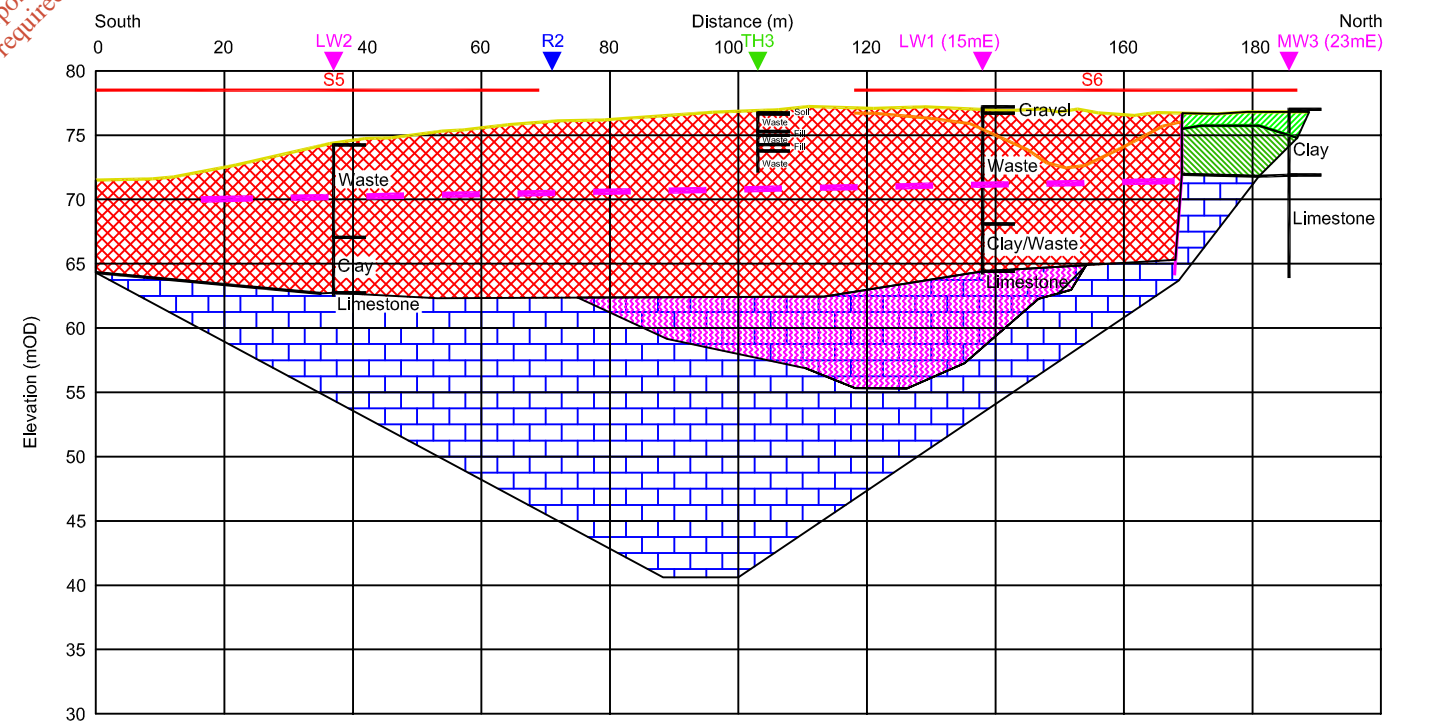 required
South Distance (m) North
0 20 LW2 40 60 R2 80 100 TH3 120 LW1 (15mE) 160 180 MW3 (23mE)
80
S5 S6
Soil
Gravel
75
Waste
Fill
Waste
Fill
Waste
Clay
Waste
Waste
70
Limestone
Clay/Waste
65
Clay
Limestone
Limestone
60
55
50
45
40
35
30
Elevation (mOD)